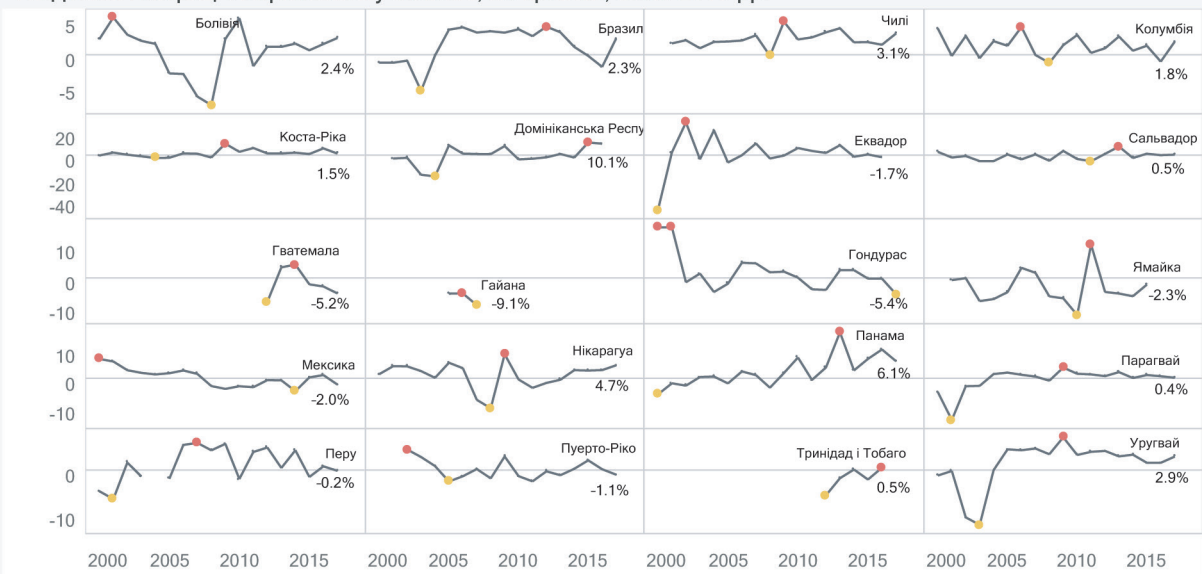 5
0
-5
Болівія
2.4%
Бразил
2.3%
Чилі
3.1%
Колумбія
1.8%
20
0
-20
-40
Коста-Ріка
1.5%
Домініканська Респу
10.1%
Еквадор
-1.7%
Сальвадор
0.5%
10
0
-10
Гватемала
-5.2%
Гайана
-9.1%
Гондурас
-5.4%
Ямайка
-2.3%
10
0
-10
Мексика
-2.0%
Нікарагуа
4.7%
Панама
6.1%
Парагвай
0.4%
0
-10
Перу
-0.2%
Пуерто-Ріко
-1.1%
Тринідад і Тобаго
0.5%
Уругвай
2.9%
2000 2005 2010 2015 2000 2005 2010 2015 2000 2005 2010 2015 2000 2005 2010 2015